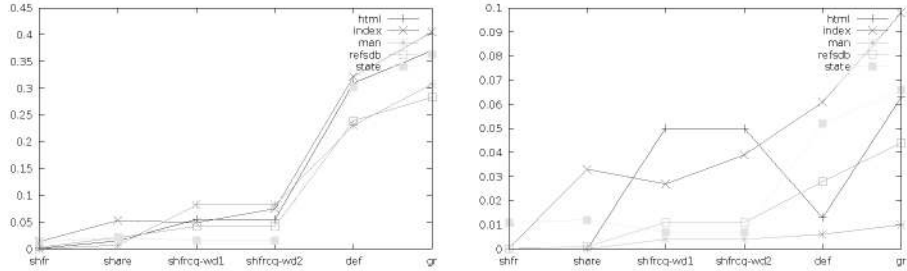 0.45
0.4
0.35
0.3
0.25
0.2
0.15
0.1
0.05
0
shfr share shfrcq-wd1 shfrcq-wd2 def gr
html
index
man
refsdb
state
0.1
0.09
0.08
0.07
0.06
0.05
0.04
0.03
0.02
0.01
0
shfr share shfrcq-wd1 shfrcq-wd2 def gr
html
index
man
refsdb
state